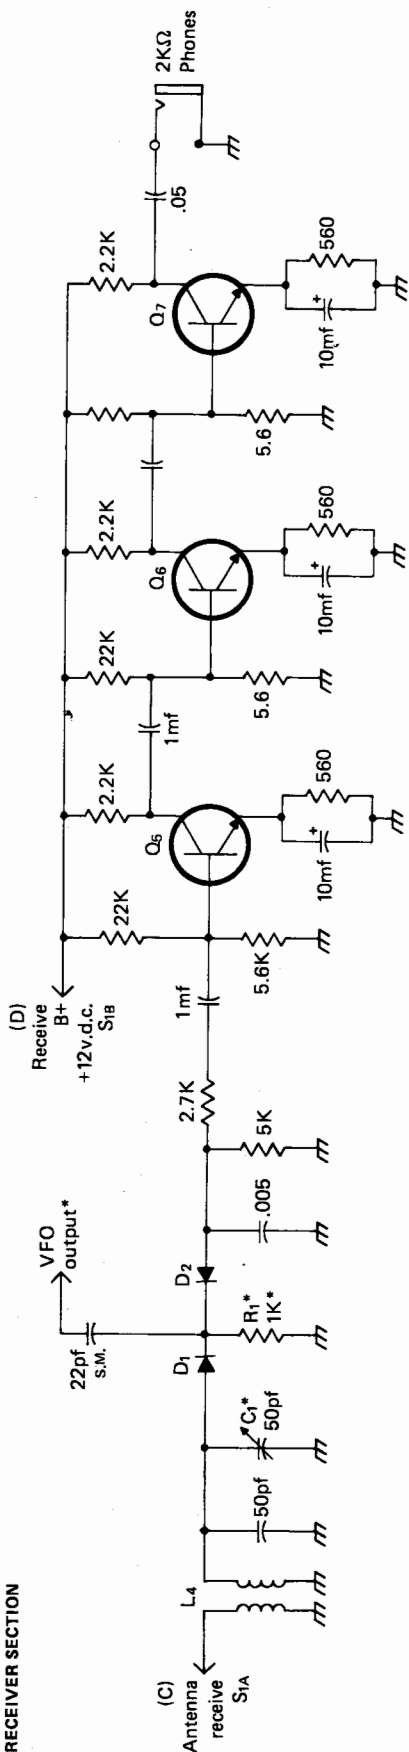 RECEIVER SECTION
(C)
Antenna
receive
S1A
L4
50pf
C1*
50pf
D1
R1*
1K*
22pf
S.M.
VFO
output*
D2
.005
5K
2.7K
1mf
(D)
Receive
B+
+12v.d.c.
S1B
22K
5.6K
Q5
2.2K
10mf
+
560
1mf
22K
5.6
Q6
2.2K
10mf
+
560
5.6
Q7
2.2K
10mf
+
560
.05
2KΩ
Phones